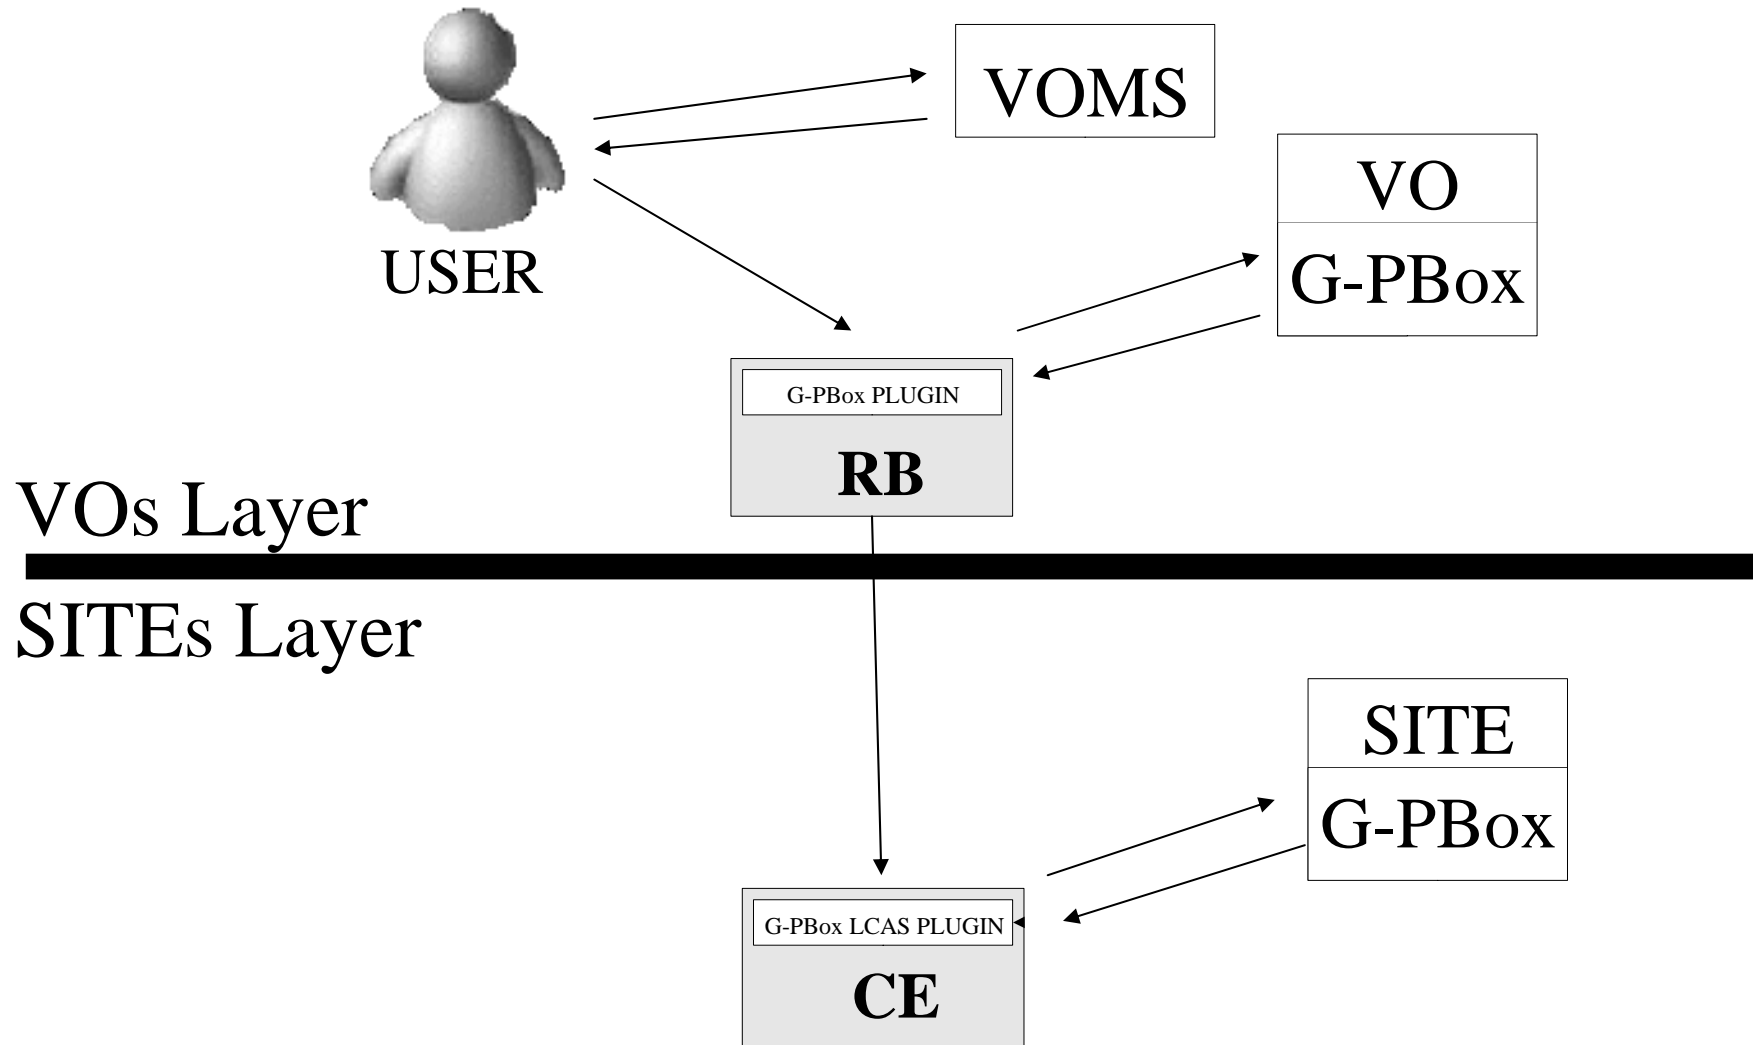 VOMS
VO
G-PBox
USER
G-PBox PLUGIN
RB
VOs Layer
SITEs Layer
SITE
G-PBox
G-PBox LCAS PLUGIN
CE